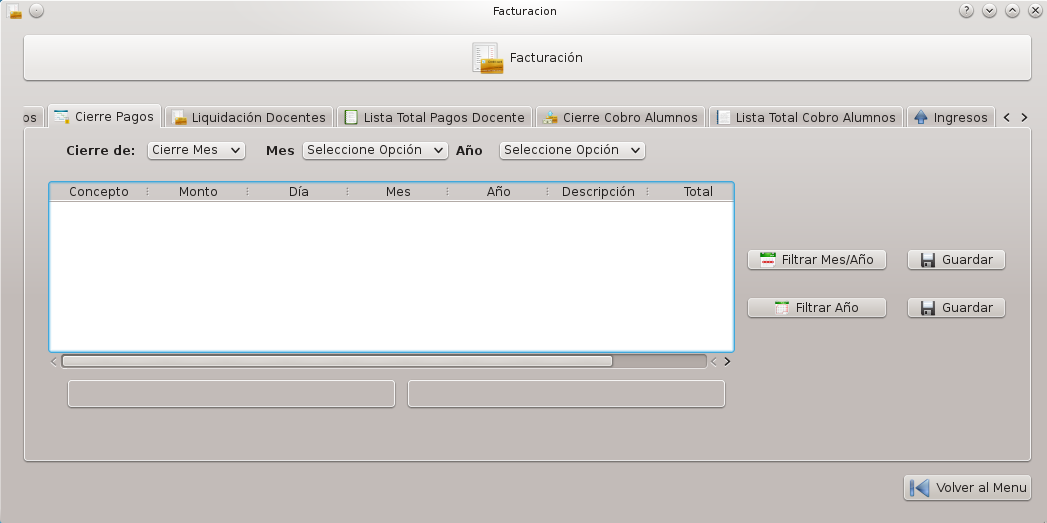 Facturacion
Facturación
os Cierre Pagos Liquidación Docentes Lista Total Pagos Docente Cierre Cobro Alumnos Lista Total Cobro Alumnos Ingresos
Cierre de: Cierre Mes Mes Seleccione Opción Año Seleccione Opción
Concepto Monto Día Mes Año Descripción Total
Filtrar Mes/Año Guardar
Filtrar Año Guardar
Volver al Menu